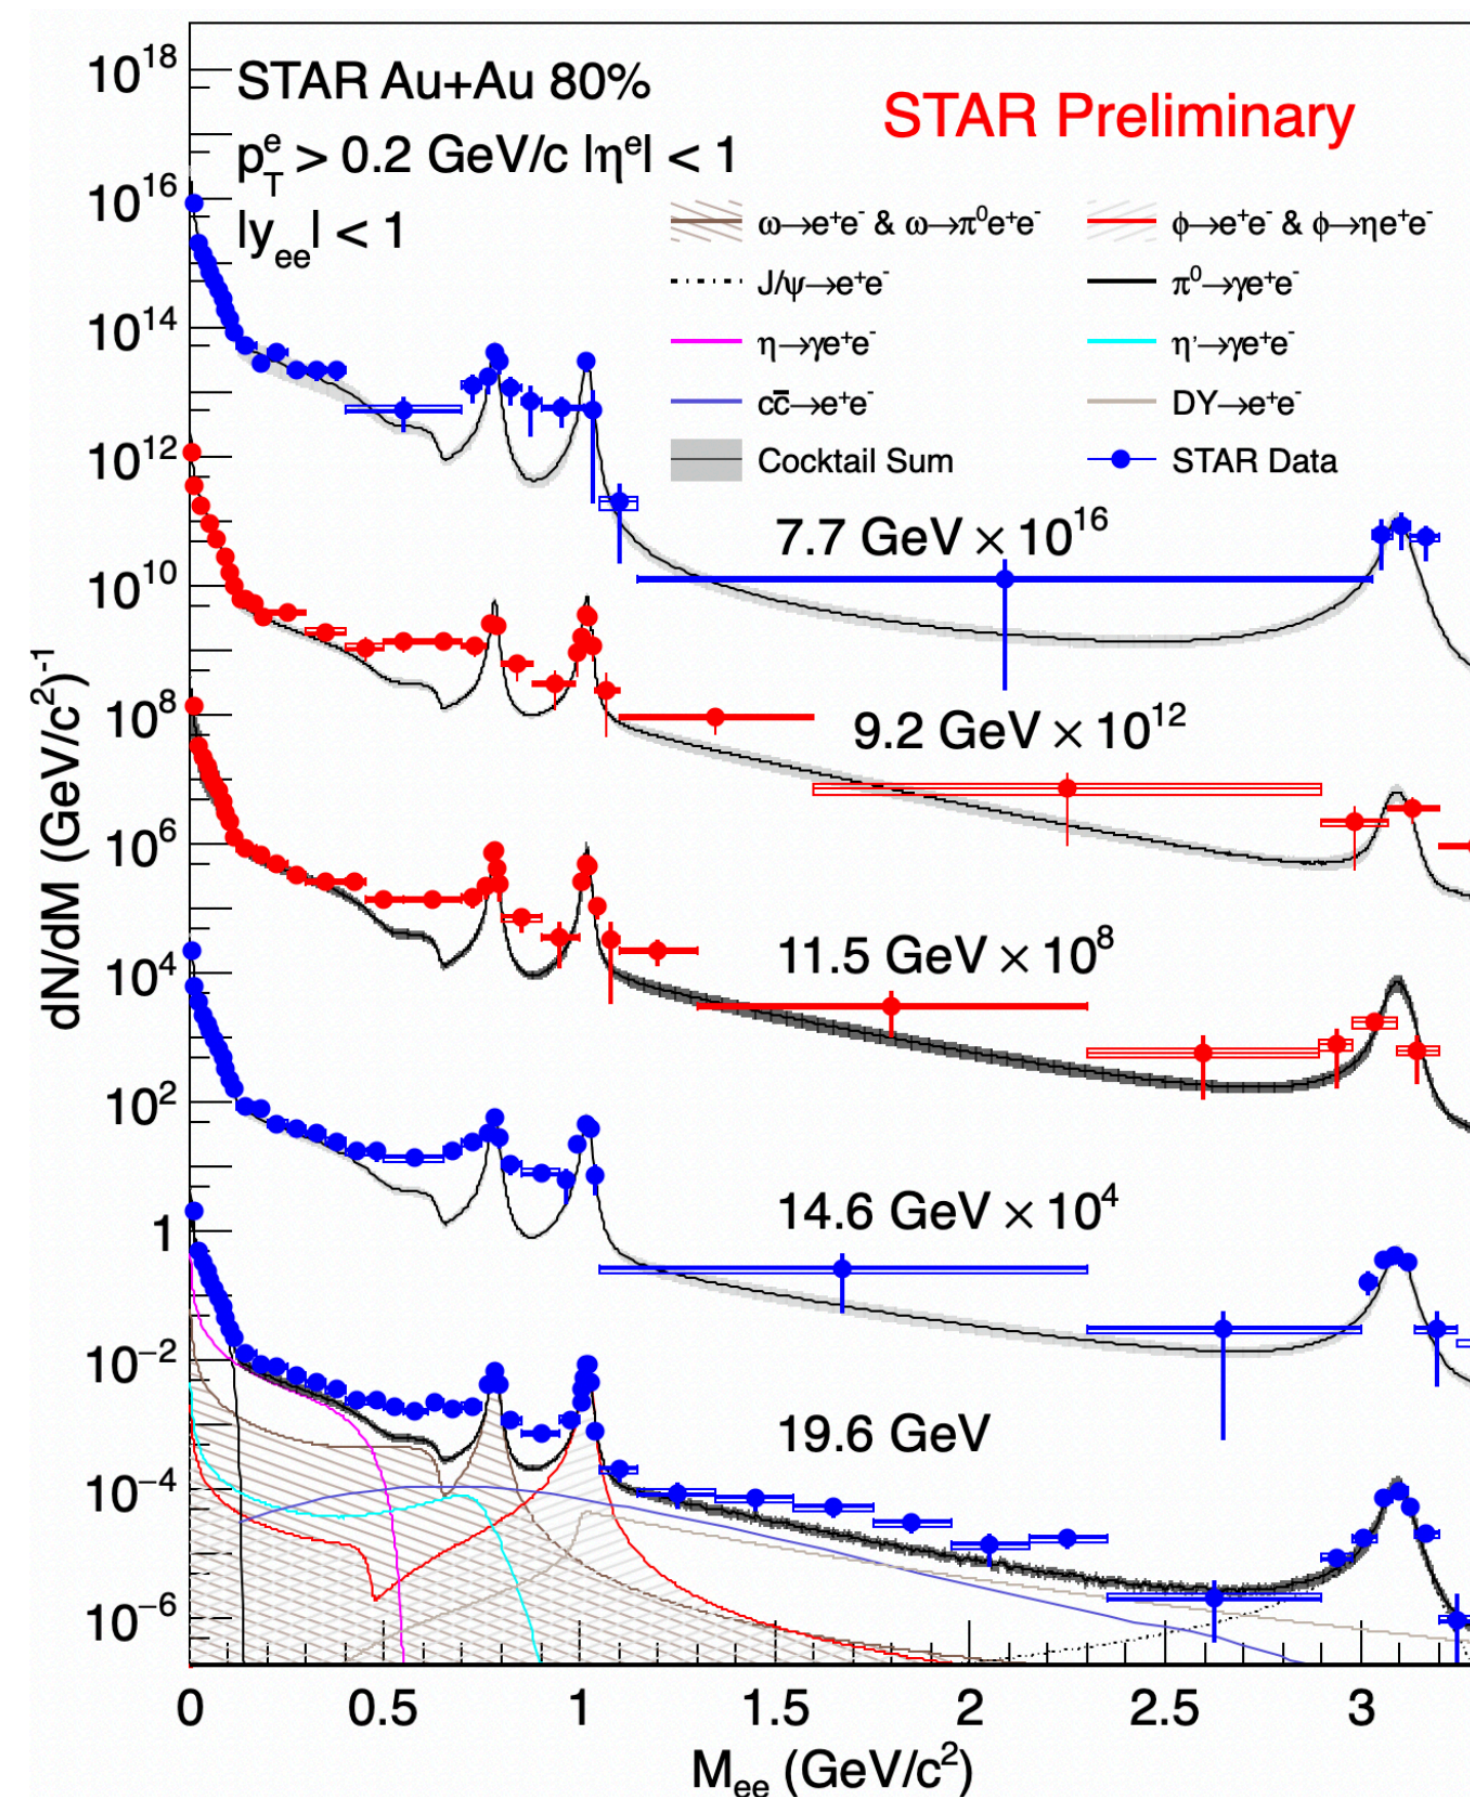 STAR Au+Au 80%
STAR Preliminary
p_T^e > 0.2 GeV/c |η^e| < 1
|y_ee| < 1
ω→e⁺e⁻ & ω→π⁰e⁺e⁻
φ→e⁺e⁻ & φ→ηe⁺e⁻
J/ψ→e⁺e⁻
π⁰→γe⁺e⁻
η→γe⁺e⁻
η'→γe⁺e⁻
cc̄→e⁺e⁻
DY→e⁺e⁻
Cocktail Sum
STAR Data
7.7 GeV × 10¹⁶
9.2 GeV × 10¹²
11.5 GeV × 10⁸
14.6 GeV × 10⁴
19.6 GeV
dN/dM (GeV/c²)⁻¹
10¹⁸
10¹⁶
10¹⁴
10¹²
10¹⁰
10⁸
10⁶
10⁴
10²
1
10⁻²
10⁻⁴
10⁻⁶
0 0.5 1 1.5 2 2.5 3
M_ee (GeV/c²)